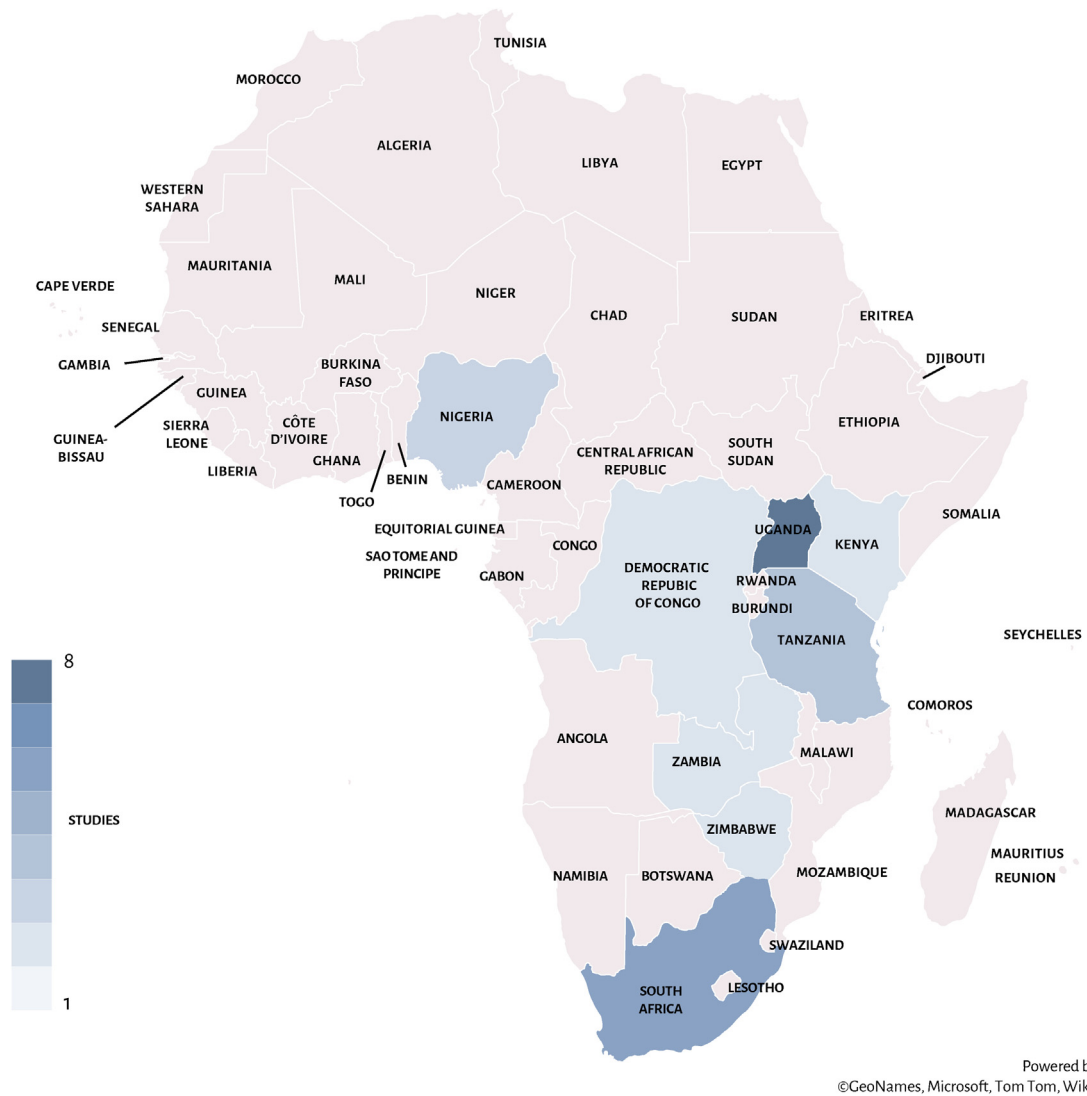 TUNISIA
MOROCCO
ALGERIA
LIBYA
EGYPT
WESTERN
SAHARA
MAURITANIA
MALI
NIGER
CHAD
SUDAN
ERITREA
CAPE VERDE
SENEGAL
GAMBIA
DJIBOUTI
BURKINA
FASO
GUINEA
NIGERIA
ETHIOPIA
GUINEA-
BISSAU
SIERRA
LEONE
CÔTE
D'IVOIRE
GHANA
LIBERIA
BENIN
TOGO
CENTRAL AFRICAN
REPUBLIC
SOUTH
SUDAN
CAMEROON
SOMALIA
EQUITORIAL GUINEA
UGANDA
KENYA
SAO TOME AND
PRINCIPE
CONGO
GABON
DEMOCRATIC
REPUBIC
OF CONGO
RWANDA
BURUNDI
TANZANIA
SEYCHELLES
8
COMOROS
ANGOLA
ZAMBIA
MALAWI
STUDIES
ZIMBABWE
MADAGASCAR
MAURITIUS
REUNION
NAMIBIA
BOTSWANA
MOZAMBIQUE
SWAZILAND
SOUTH
AFRICA
LESOTHO
1
Powered b
©GeoNames, Microsoft, Tom Tom, Wik